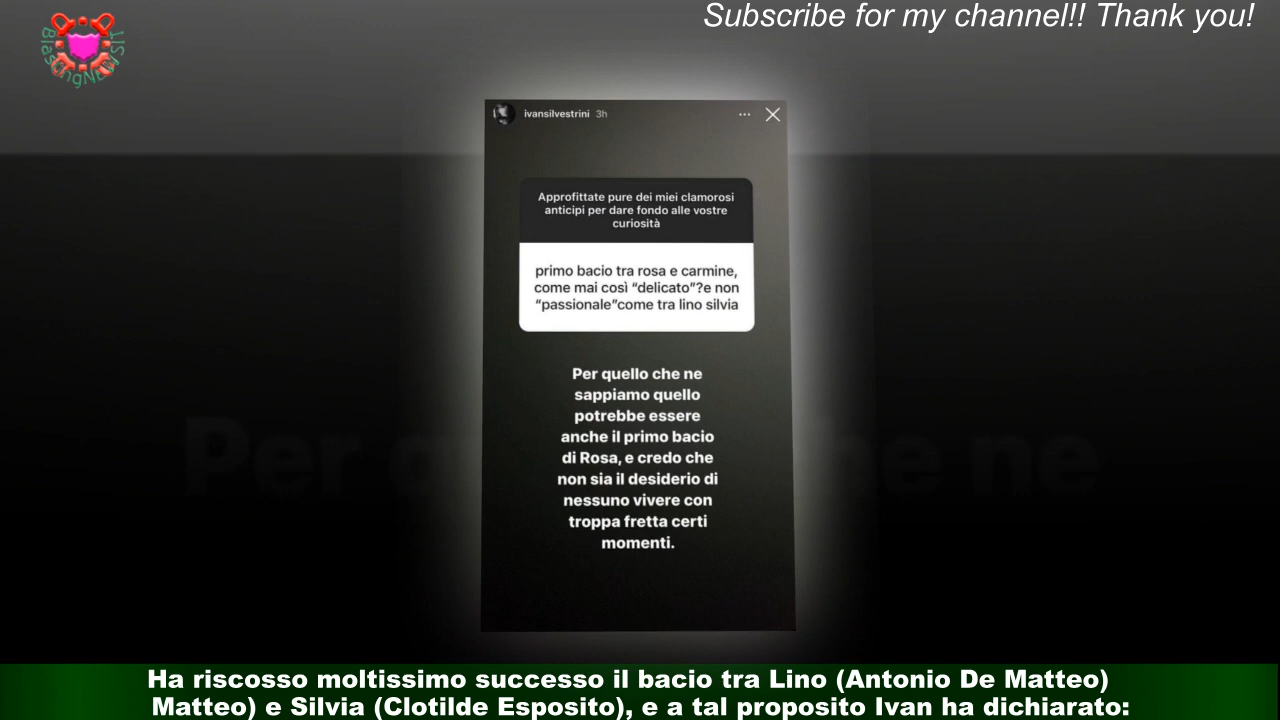 Subscribe for my channel!! Thank you!
BlastingNewsIT
ivansilvestrini 3h
Approfittate pure dei miei clamorosi
anticipi per dare fondo alle vostre
curiosità
primo bacio tra rosa e carmine,
come mai così “delicato”?e non
“passionale”come tra lino silvia
Per quello che ne
sappiamo quello
potrebbe essere
anche il primo bacio
di Rosa, e credo che
non sia il desiderio di
nessuno vivere con
troppa fretta certi
momenti.
Per q he ne
Ha riscosso moltissimo successo il bacio tra Lino (Antonio De Matteo)
Matteo) e Silvia (Clotilde Esposito), e a tal proposito Ivan ha dichiarato: